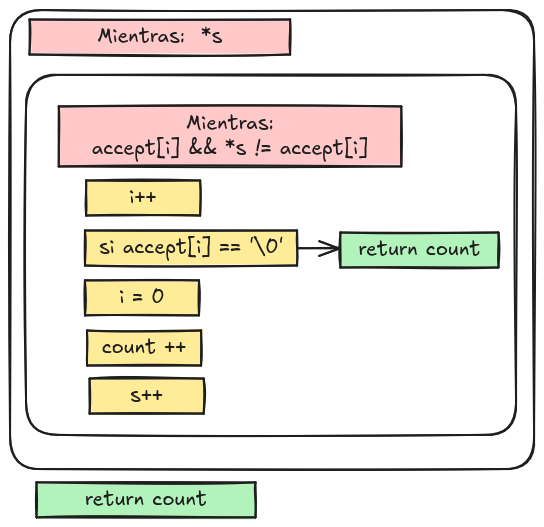 Mientras: *s
Mientras:
accept[i] && *s != accept[i]
i++
si accept[i] == '\0'
return count
i = 0
count ++
s++
return count